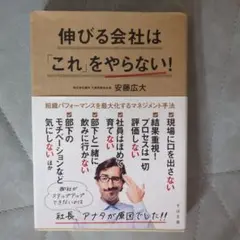 伸びる会社は
「これ」をやらない!
安藤広大
組織パフォーマンスを最大化するマネジメント手法
現場に口を出さない
結果重視!
プロセスは一切
評価しない
社員はほめて
育てない
部下と一緒に
飲みに行かない
部下の
モチベーションなど
気にしない ほか
社長、アナタが原因でした!!
すばる舎